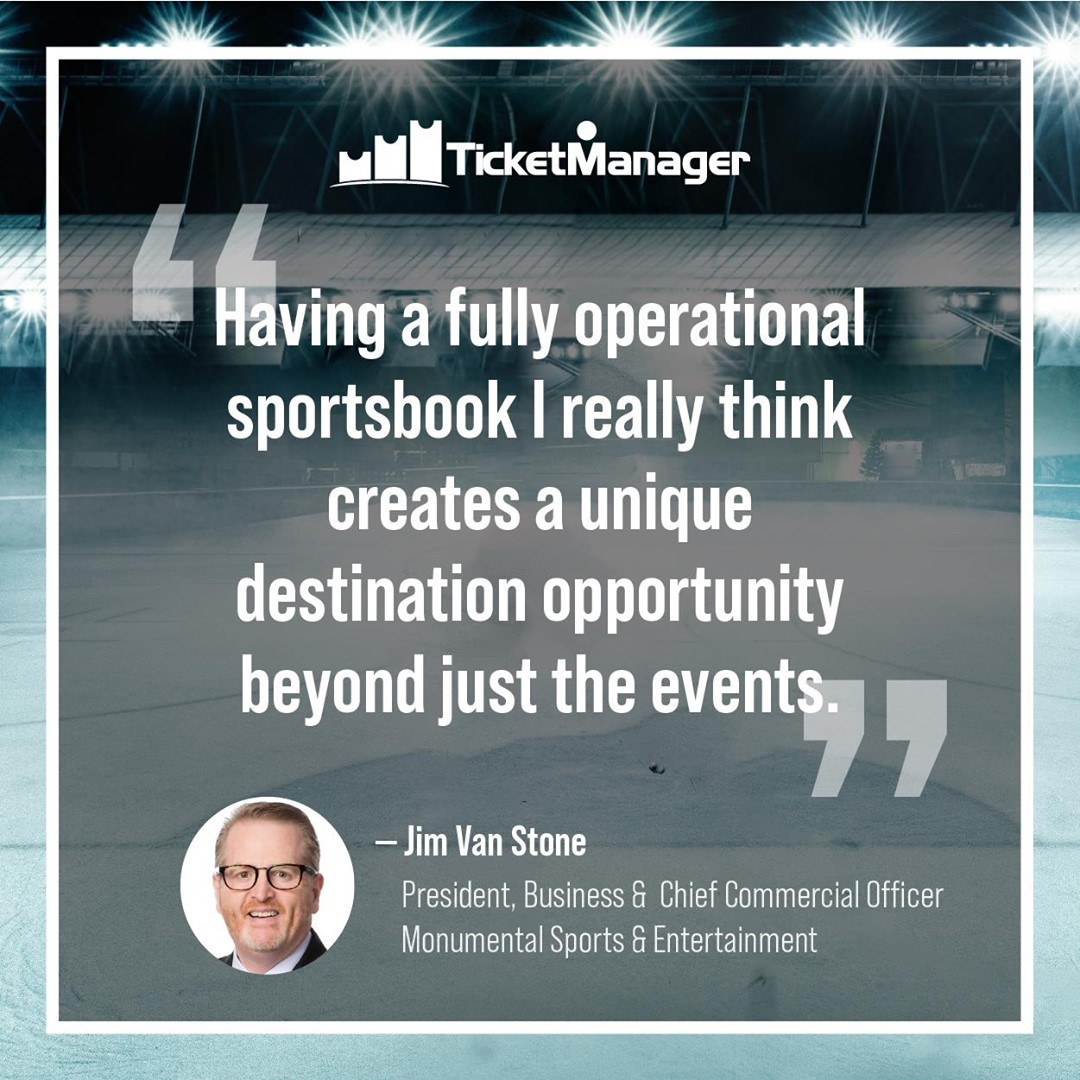 TicketManager
“Having a fully operational
sportsbook I really think
creates a unique
destination opportunity
beyond just the events.”
– Jim Van Stone
President, Business & Chief Commercial Officer
Monumental Sports & Entertainment